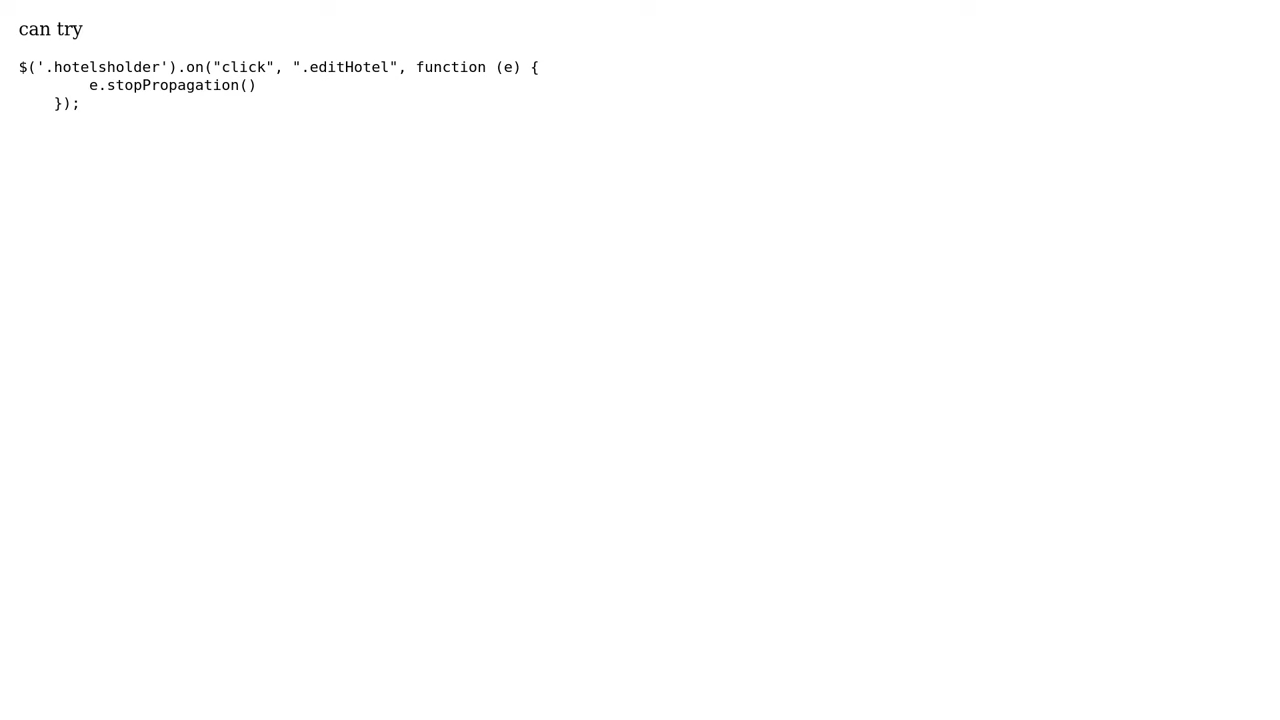 can try
$('.hotelsholder').on("click", ".editHotel", function (e) {
        e.stopPropagation()
    });